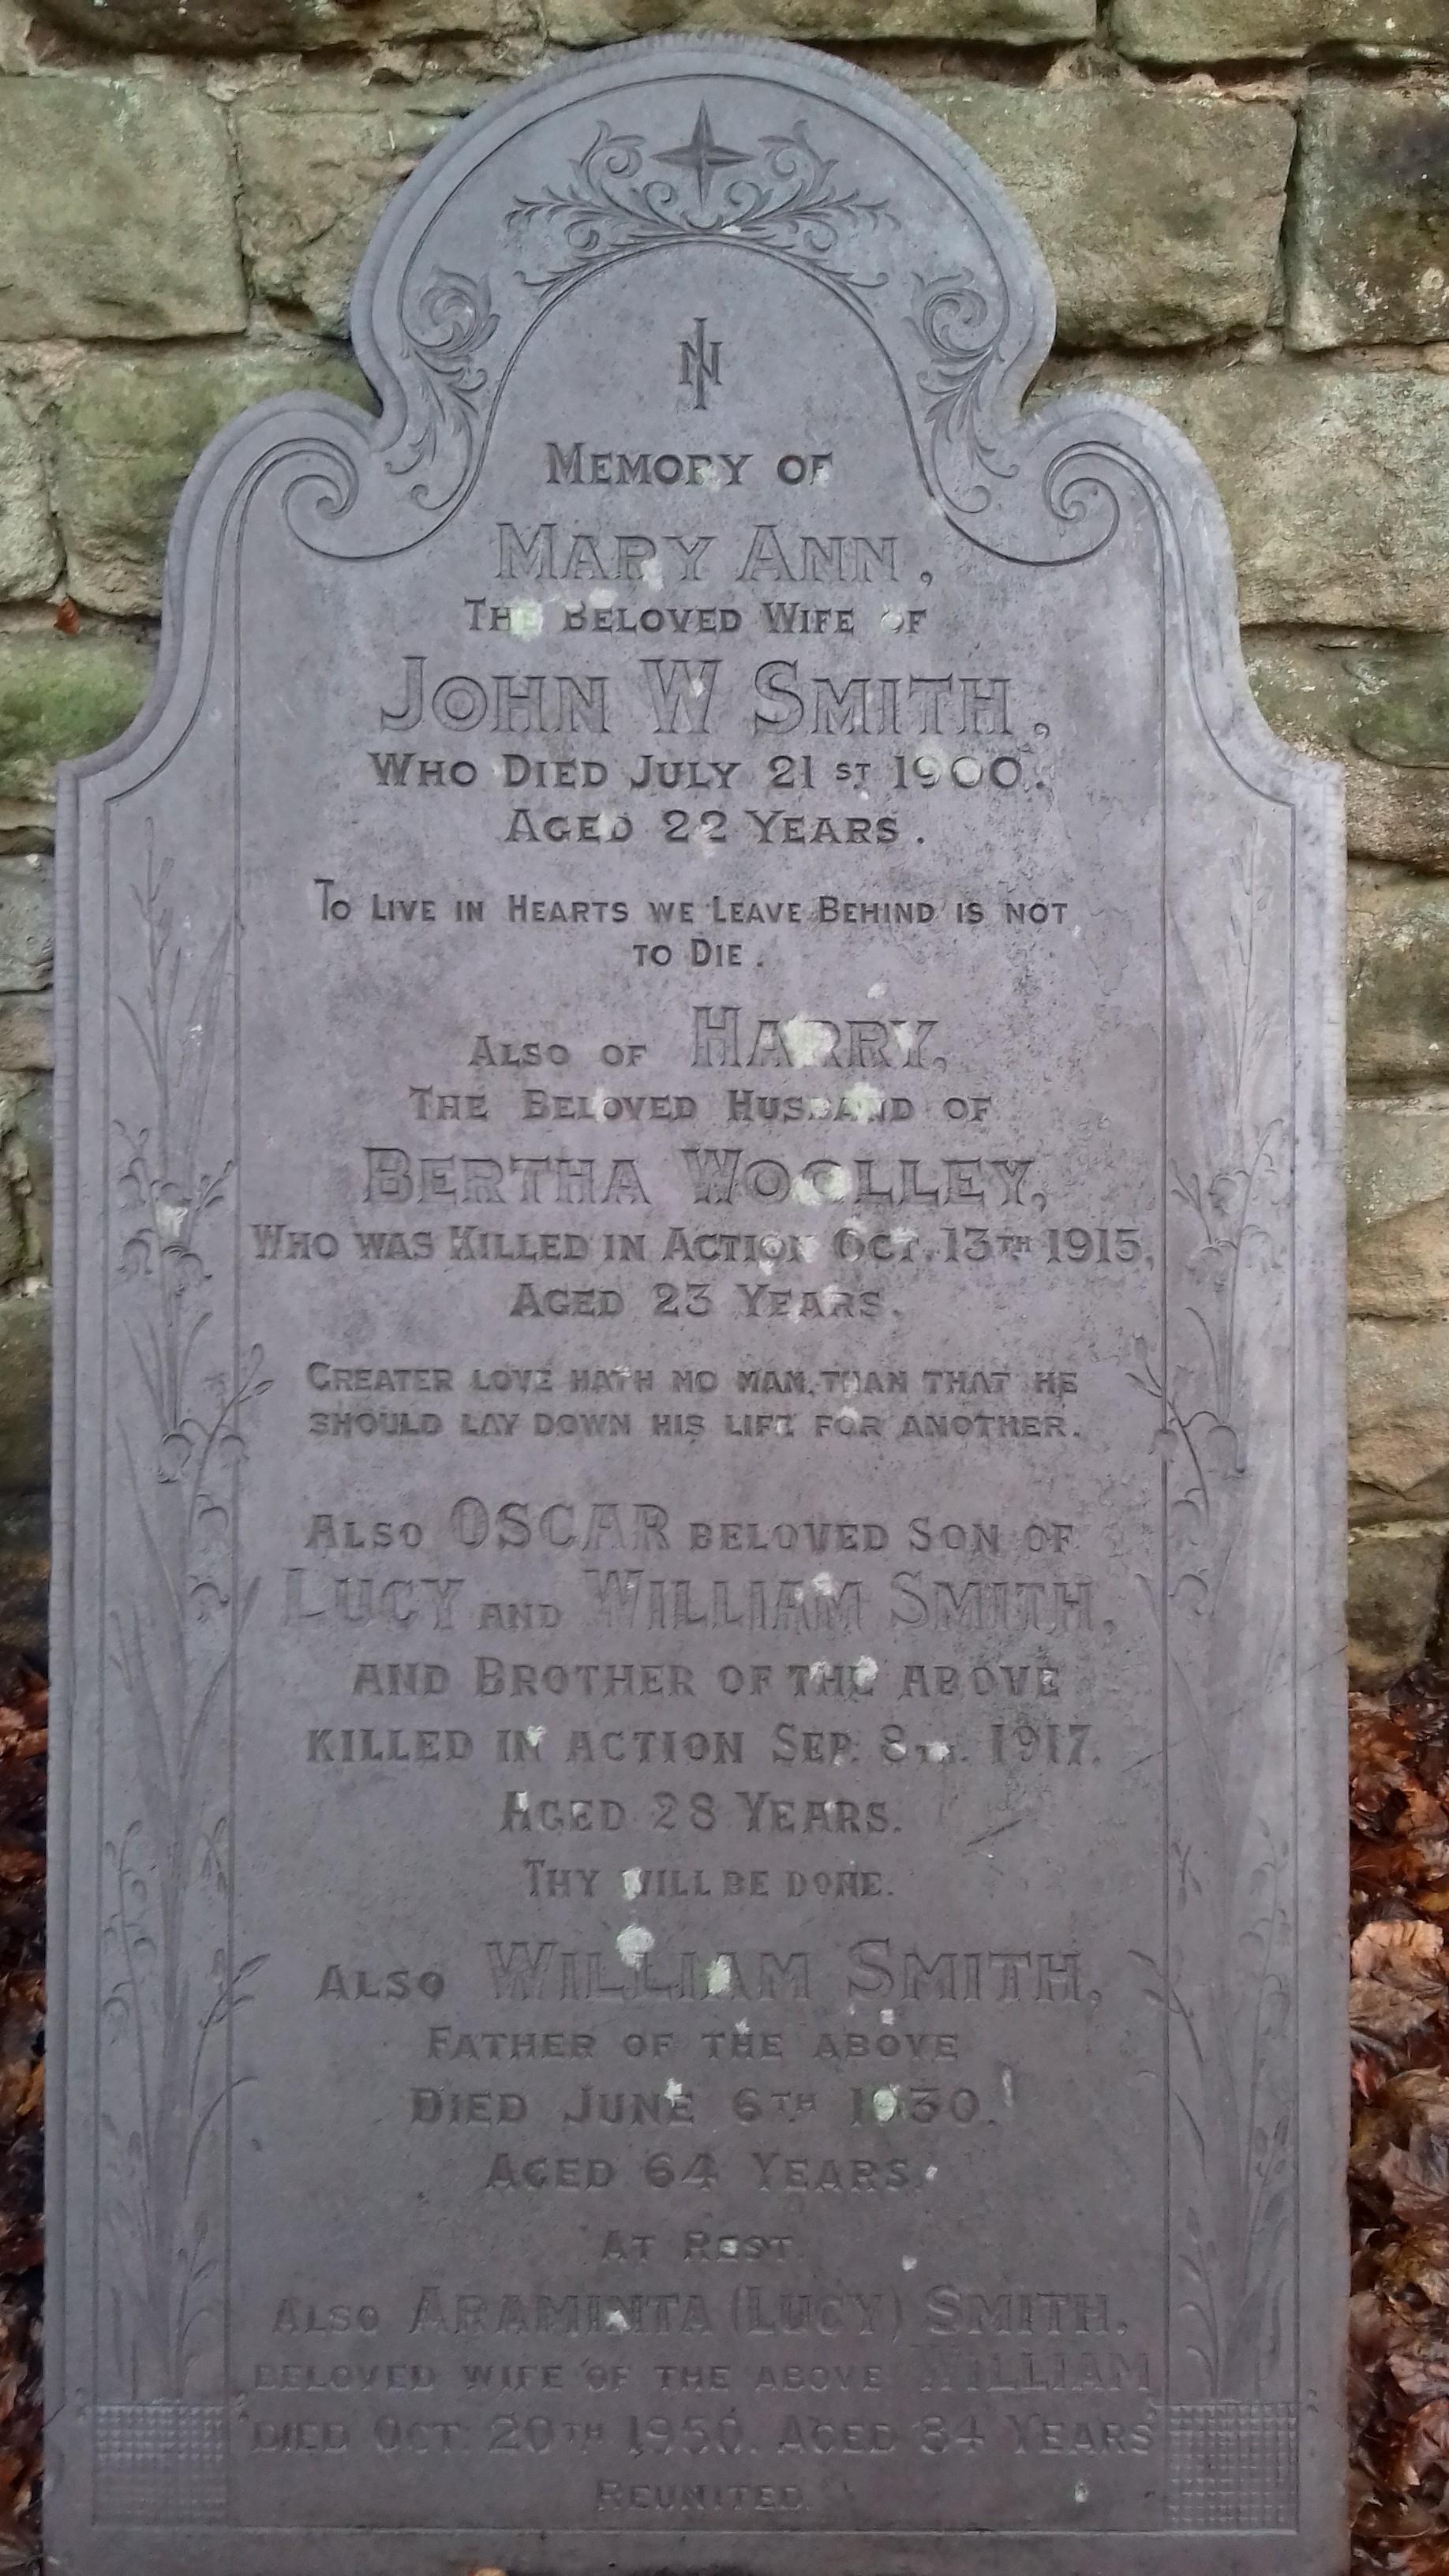 IN
MEMORY OF
MARY ANN,
THE BELOVED WIFE OF
JOHN W SMITH,
WHO DIED JULY 21ST 1900.
AGED 22 YEARS.
TO LIVE IN HEARTS WE LEAVE BEHIND IS NOT
TO DIE.
ALSO OF HARRY,
THE BELOVED HUSBAND OF
BERTHA WOOLLEY,
WHO WAS KILLED IN ACTION OCT. 13TH 1915,
AGED 23 YEARS.
GREATER LOVE HATH NO MAN, THAN THAT HE
SHOULD LAY DOWN HIS LIFE FOR ANOTHER.
ALSO OSCAR BELOVED SON OF
LUCY AND WILLIAM SMITH,
AND BROTHER OF THE ABOVE
KILLED IN ACTION SEP. 8TH. 1917.
AGED 28 YEARS.
THY WILL BE DONE.
ALSO WILLIAM SMITH,
FATHER OF THE ABOVE
DIED JUNE 6TH 1930.
AGED 64 YEARS.
AT REST.
ALSO ARAMINTA (LUCY) SMITH.
BELOVED WIFE OF THE ABOVE WILLIAM
DIED OCT. 20TH 1950. AGED 84 YEARS
REUNITED.